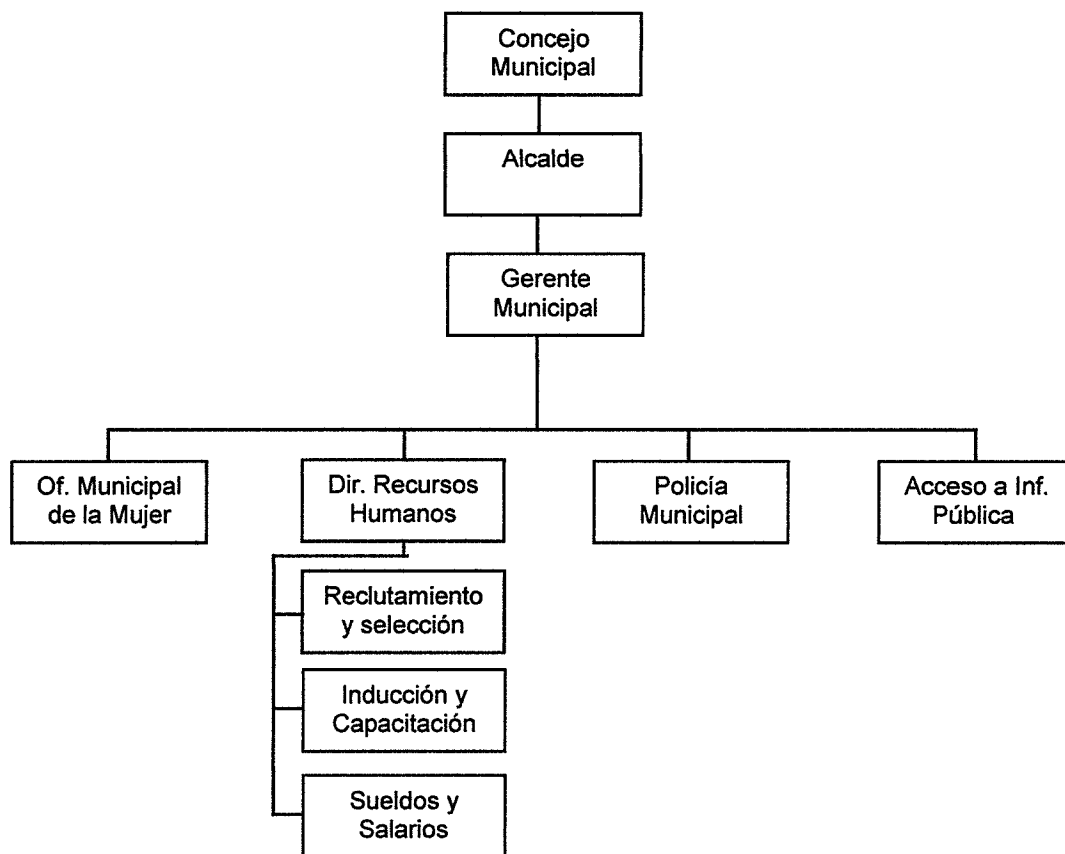 Concejo
Municipal
Alcalde
Gerente
Municipal
Of. Municipal
de la Mujer
Dir. Recursos
Humanos
Policía
Municipal
Acceso a Inf.
Pública
Reclutamiento
y selección
Inducción y
Capacitación
Sueldos y
Salarios